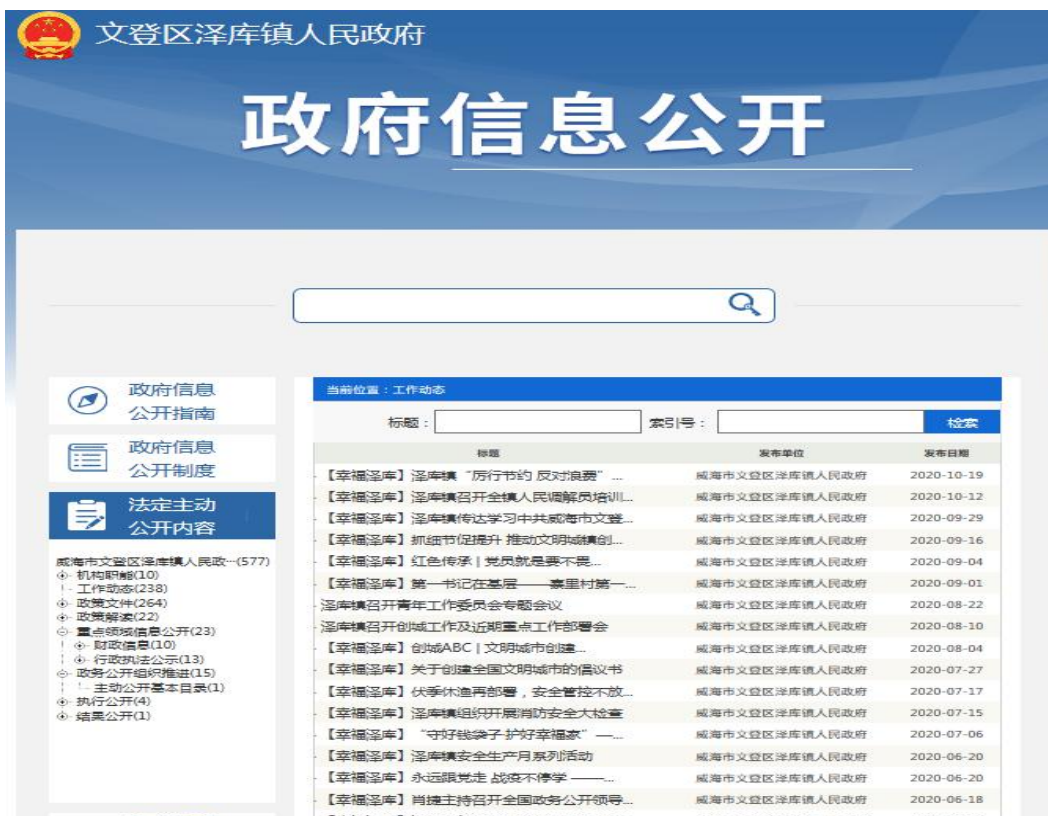 文登区泽库镇人民政府
政府信息公开
政府信息
公开指南
政府信息
公开制度
法定主动
公开内容
威海市文登区泽库镇人民政…(577)
机构职能(10)
工作动态(238)
政策文件(264)
政策解读(22)
重点领域信息公开(23)
财政信息(10)
行政执法公示(13)
政务公开组织推进(15)
主动公开基本目录(1)
执行公开(4)
结果公开(1)
当前位置：工作动态
标题： 索引号： 检索
标题 发布单位 发布日期
【幸福泽库】泽库镇“厉行节约 反对浪费”... 威海市文登区泽库镇人民政府 2020-10-19
【幸福泽库】泽库镇召开全镇人民调解员培训... 威海市文登区泽库镇人民政府 2020-10-12
【幸福泽库】泽库镇传达学习中共威海市文登... 威海市文登区泽库镇人民政府 2020-09-29
【幸福泽库】抓细节促提升 推动文明城镇创... 威海市文登区泽库镇人民政府 2020-09-16
【幸福泽库】红色传承 | 党员就是要不畏... 威海市文登区泽库镇人民政府 2020-09-04
【幸福泽库】第一书记在基层——寨里村第一... 威海市文登区泽库镇人民政府 2020-09-01
泽库镇召开青年工作委员会专题会议 威海市文登区泽库镇人民政府 2020-08-22
泽库镇召开创城工作及近期重点工作部署会 威海市文登区泽库镇人民政府 2020-08-10
【幸福泽库】创城ABC | 文明城市创建... 威海市文登区泽库镇人民政府 2020-08-04
【幸福泽库】关于创建全国文明城市的倡议书 威海市文登区泽库镇人民政府 2020-07-27
【幸福泽库】伏季休渔再部署，安全管控不放... 威海市文登区泽库镇人民政府 2020-07-17
【幸福泽库】泽库镇组织开展消防安全大检查 威海市文登区泽库镇人民政府 2020-07-15
【幸福泽库】“守好钱袋子·护好幸福家”—... 威海市文登区泽库镇人民政府 2020-07-06
【幸福泽库】泽库镇安全生产月系列活动 威海市文登区泽库镇人民政府 2020-06-20
【幸福泽库】永远跟党走 战疫不停学 ——... 威海市文登区泽库镇人民政府 2020-06-20
【幸福泽库】肖捷主持召开全国政务公开领导... 威海市文登区泽库镇人民政府 2020-06-18